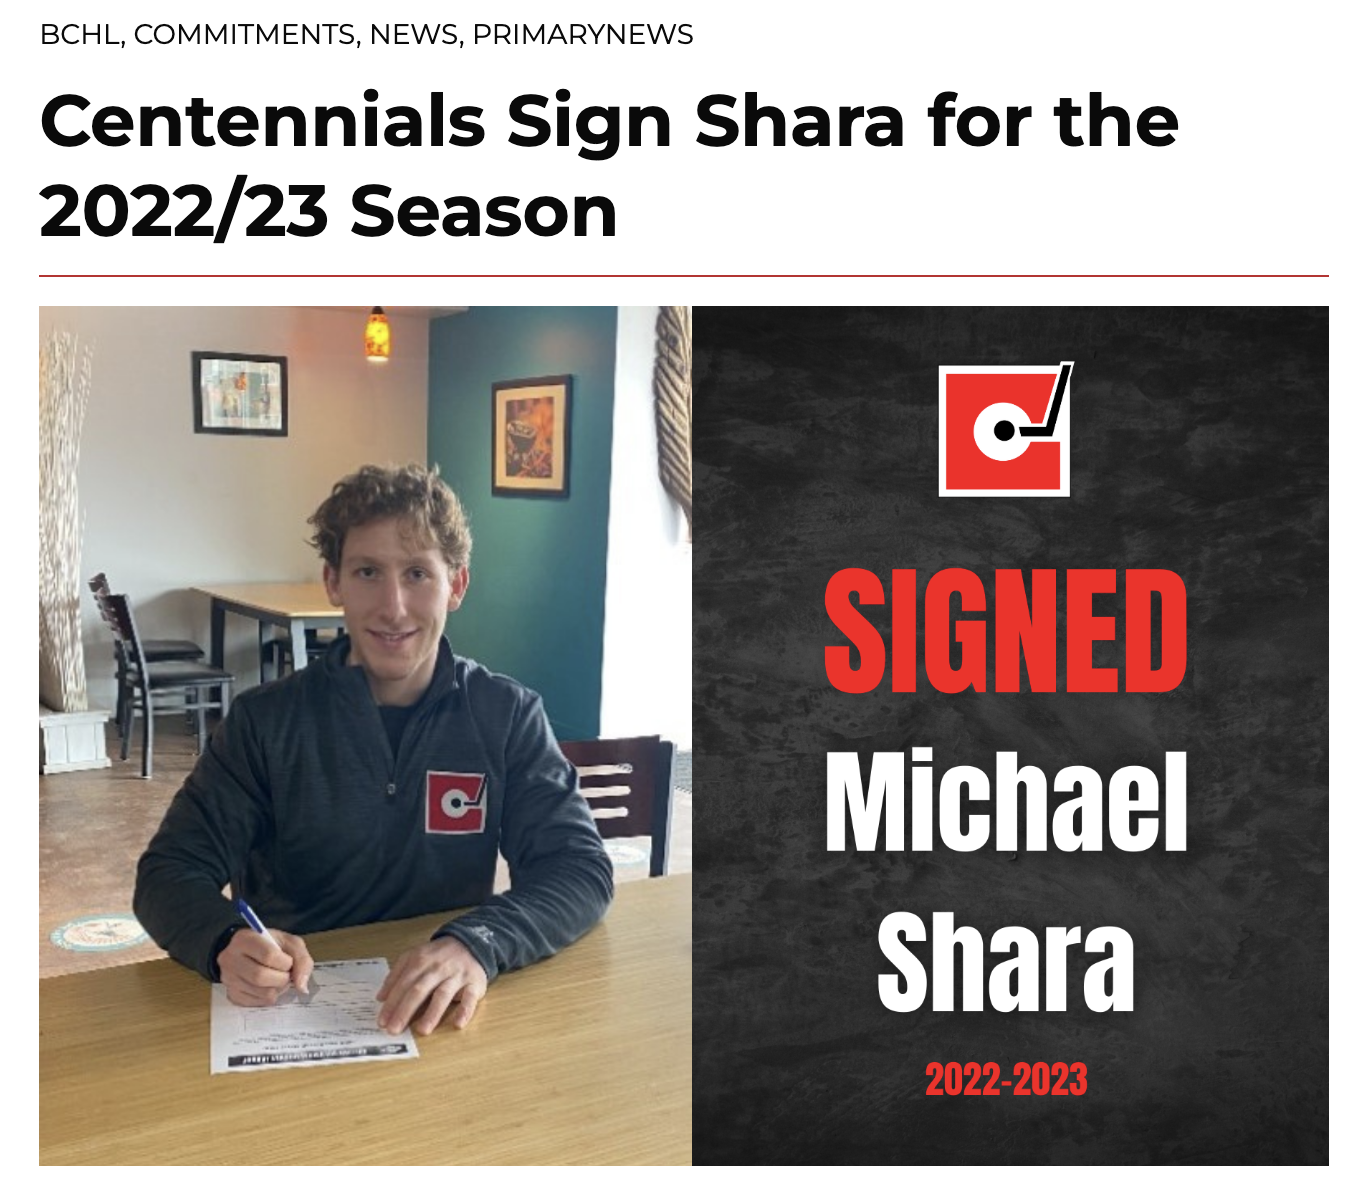 BCHL, COMMITMENTS, NEWS, PRIMARYNEWS
Centennials Sign Shara for the
2022/23 Season
SIGNED
Michael
Shara
2022-2023